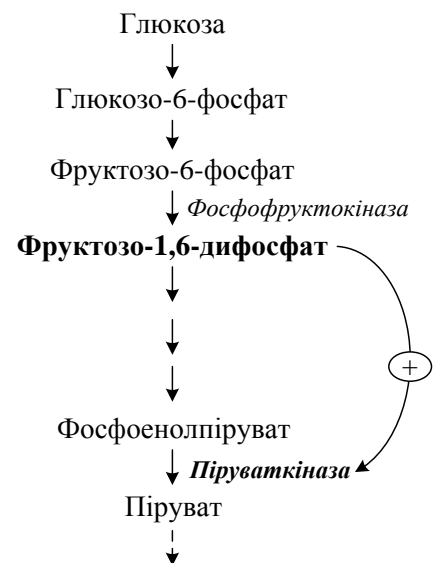 Глюкоза
Глюкозо-6-фосфат
Фруктозо-6-фосфат
Фосфофруктокіназа
Фруктозо-1,6-дифосфат
+
Фосфоенолпіруват
Піруваткіназа
Піруват